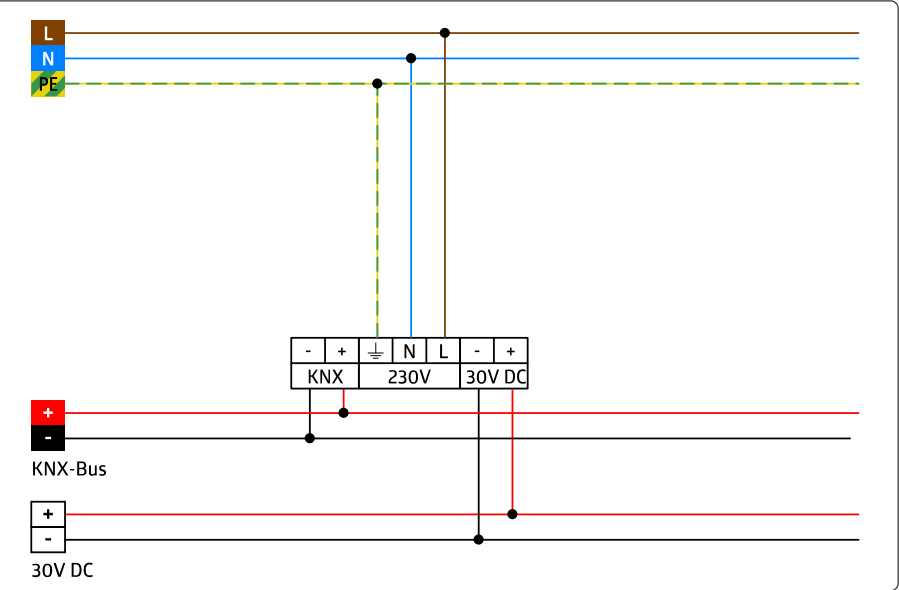 L
N
PE
- + ⏚ N L - +
KNX 230V 30V DC
+
-
KNX-Bus
+
-
30V DC